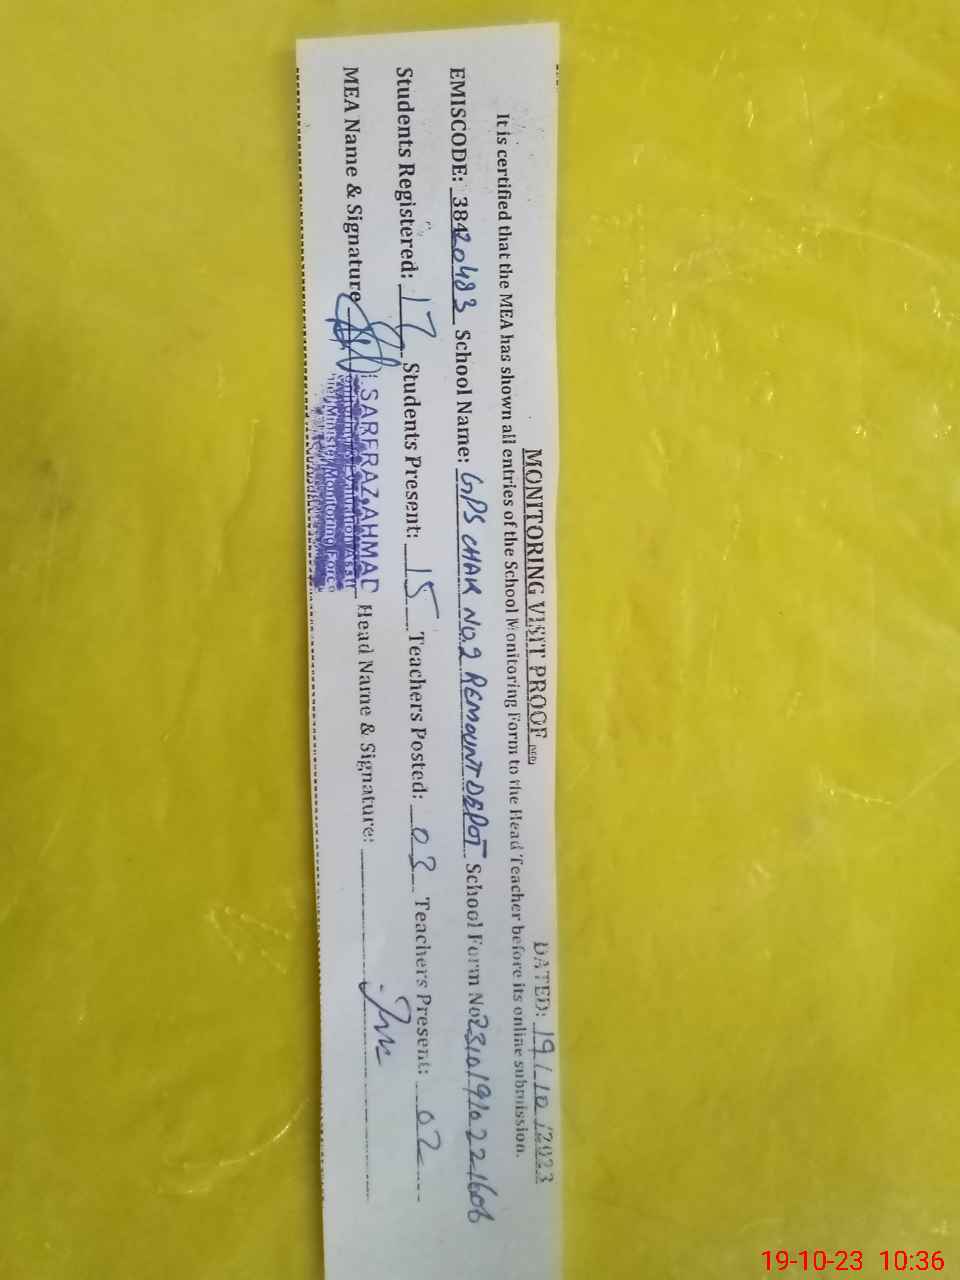 MONITORING VISIT PROOF
DATED: 19/10/2023
It is certified that the MEA has shown all entries of the School Monitoring Form to the Head Teacher before its online submission.
EMISCODE: 38420483 School Name: GPS CHAK NO.2 REMOUNT DEPOT School Form No 23101910221606
Students Registered: 17 Students Present: 15 Teachers Posted: 03 Teachers Present: 02
MEA Name & Signature SARFRAZ AHMAD Head Name & Signature:
Monitoring Force
19-10-23 10:36